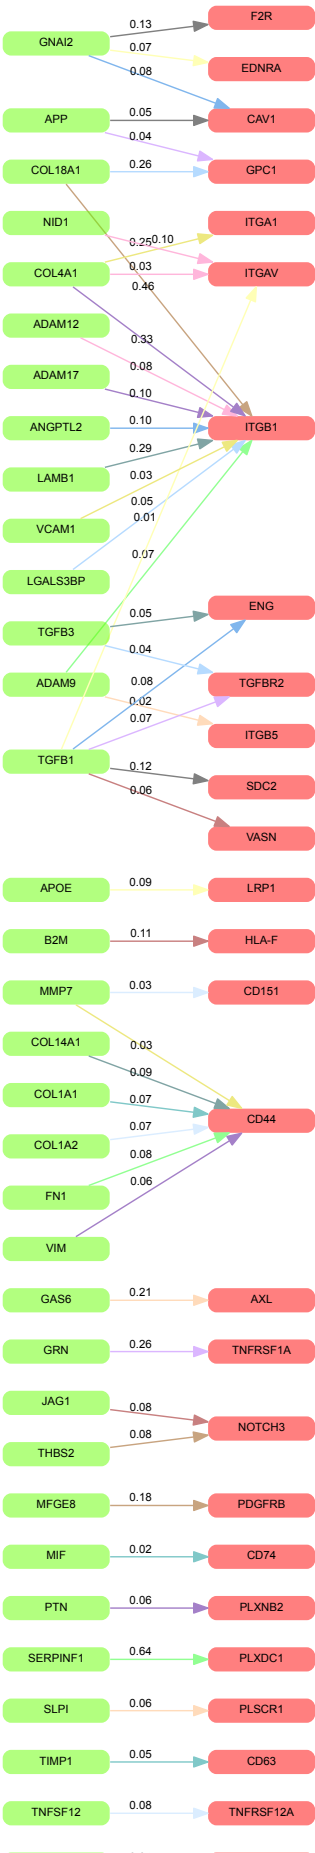 0.13 F2R
GNAI2
0.07 EDNRA
0.08
APP 0.05 CAV1
0.04
COL18A1 0.26 GPC1
NID1 ITGA1
0.25 0.10
COL4A1 0.03 ITGAV
0.46
ADAM12
0.33
ADAM17 0.08
0.10
ANGPTL2 0.10 ITGB1
0.29
LAMB1 0.03
VCAM1 0.05
0.01
LGALS3BP 0.07
TGFB3 0.05 ENG
0.04
ADAM9 0.08 TGFBR2
0.02
0.07 ITGB5
TGFB1 0.12 SDC2
0.06
VASN
APOE 0.09 LRP1
B2M 0.11 HLA-F
MMP7 0.03 CD151
COL14A1 0.03
0.09
COL1A1 0.07 CD44
COL1A2 0.07
0.08
FN1 0.06
VIM
GAS6 0.21 AXL
GRN 0.26 TNFRSF1A
JAG1 0.08
NOTCH3
THBS2 0.08
MFGE8 0.18 PDGFRB
MIF 0.02 CD74
PTN 0.06 PLXNB2
SERPINF1 0.64 PLXDC1
SLPI 0.06 PLSCR1
TIMP1 0.05 CD63
TNFSF12 0.08 TNFRSF12A